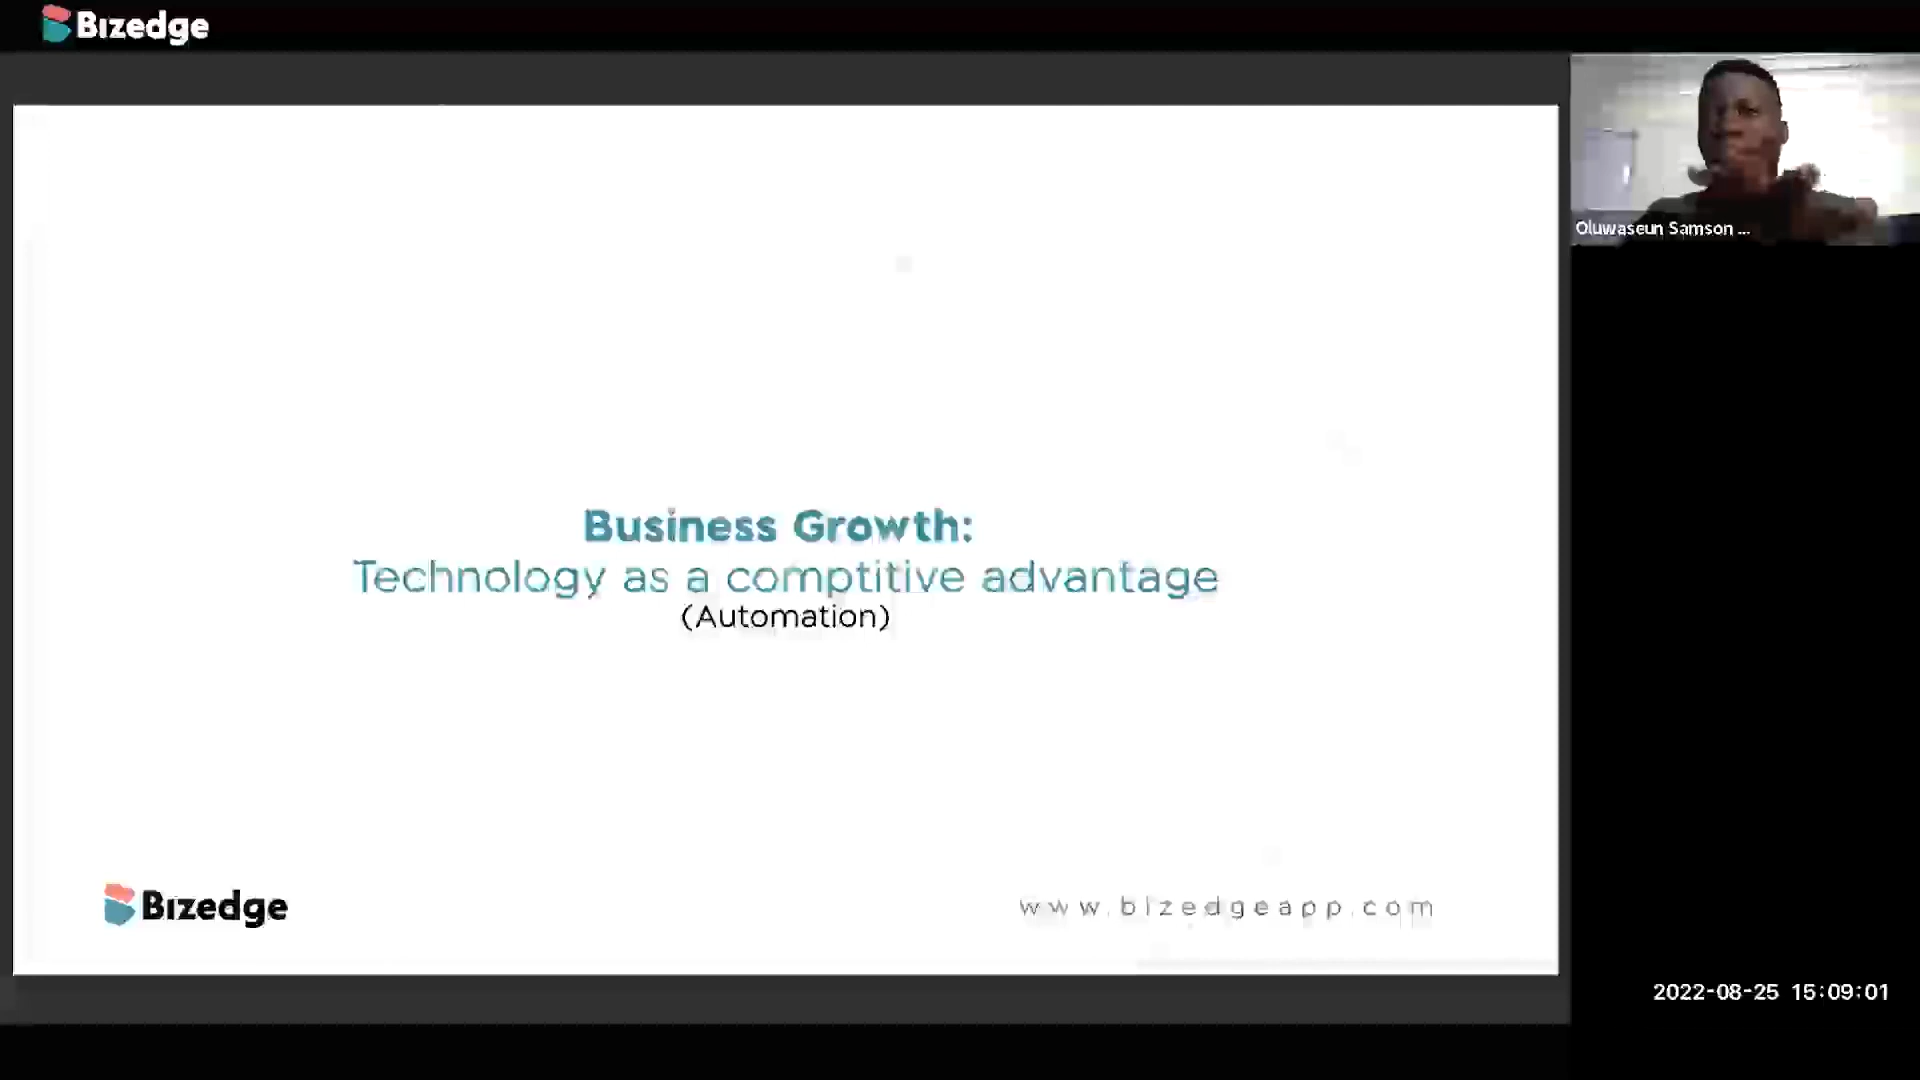 Bizedge
Oluwaseun Samson ...
Business Growth:
Technology as a comptitive advantage
(Automation)
Bizedge
www.bizedgeapp.com
2022-08-25 15:09:01